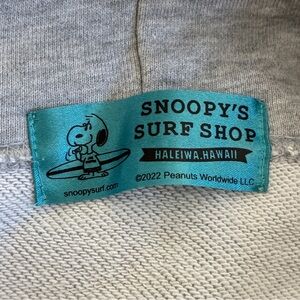 SNOOPY'S
SURF SHOP
HALEIWA.HAWAII
snoopysurf.com
©2022 Peanuts Worldwide LLC